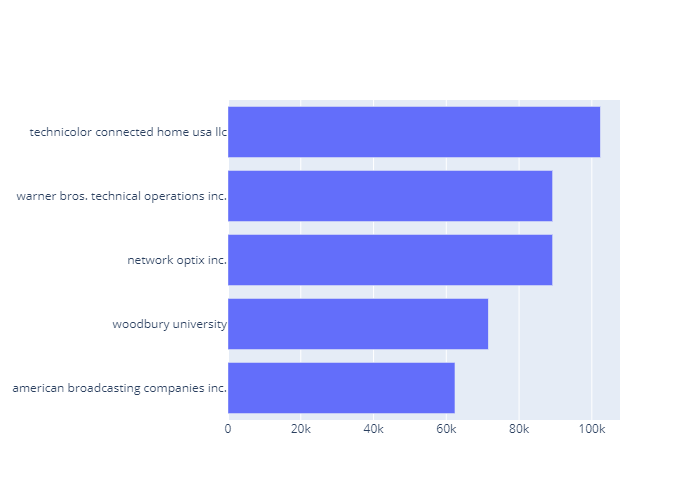 technicolor connected home usa llc
warner bros. technical operations inc.
network optix inc.
woodbury university
american broadcasting companies inc.
0 20k 40k 60k 80k 100k